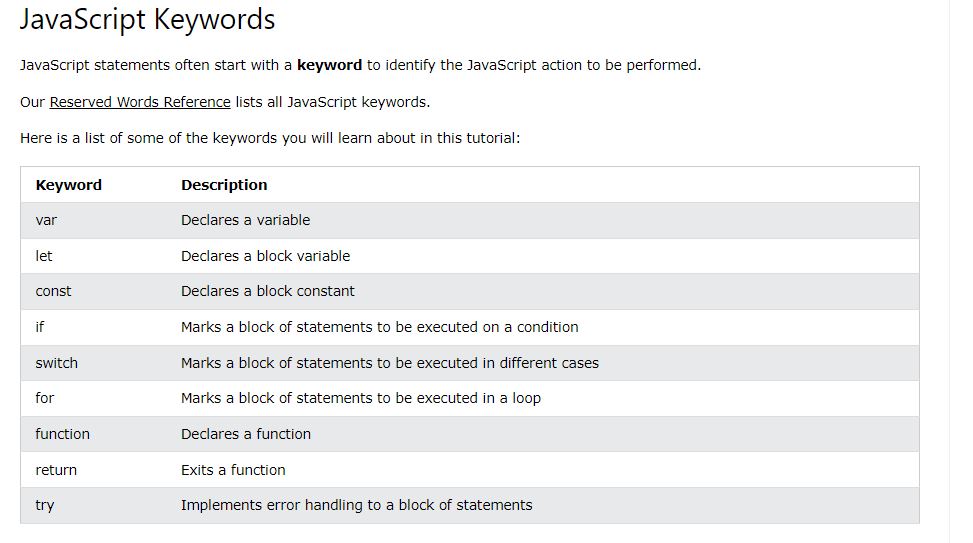 JavaScript Keywords
JavaScript statements often start with a keyword to identify the JavaScript action to be performed.
Our Reserved Words Reference lists all JavaScript keywords.
Here is a list of some of the keywords you will learn about in this tutorial:
Keyword Description
var Declares a variable
let Declares a block variable
const Declares a block constant
if Marks a block of statements to be executed on a condition
switch Marks a block of statements to be executed in different cases
for Marks a block of statements to be executed in a loop
function Declares a function
return Exits a function
try Implements error handling to a block of statements